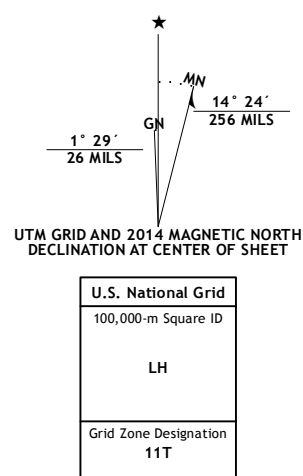 ★
MN
GN
14° 24´
256 MILS
1° 29´
26 MILS
UTM GRID AND 2014 MAGNETIC NORTH
DECLINATION AT CENTER OF SHEET
U.S. National Grid
100,000-m Square ID
LH
Grid Zone Designation
11T